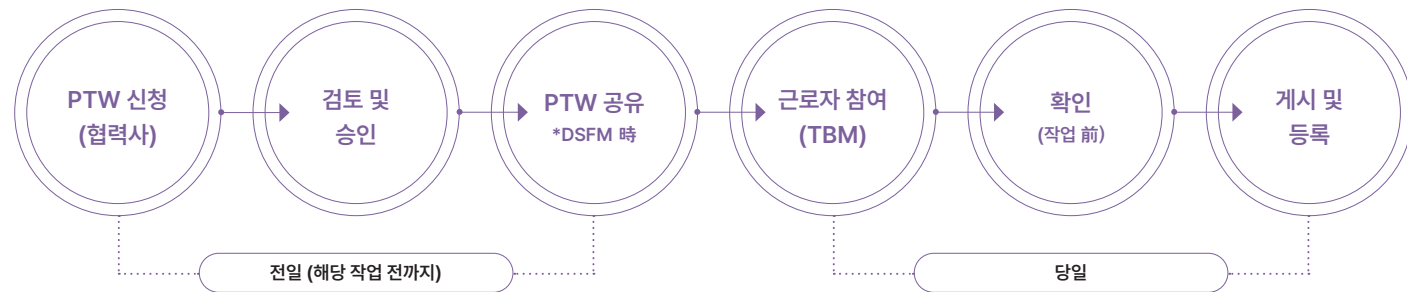 PTW 신청
(협력사)
검토 및
승인
PTW 공유
*DSFM 時
근로자 참여
(TBM)
확인
(작업 前)
게시 및
등록
전일 (해당 작업 전까지)
당일